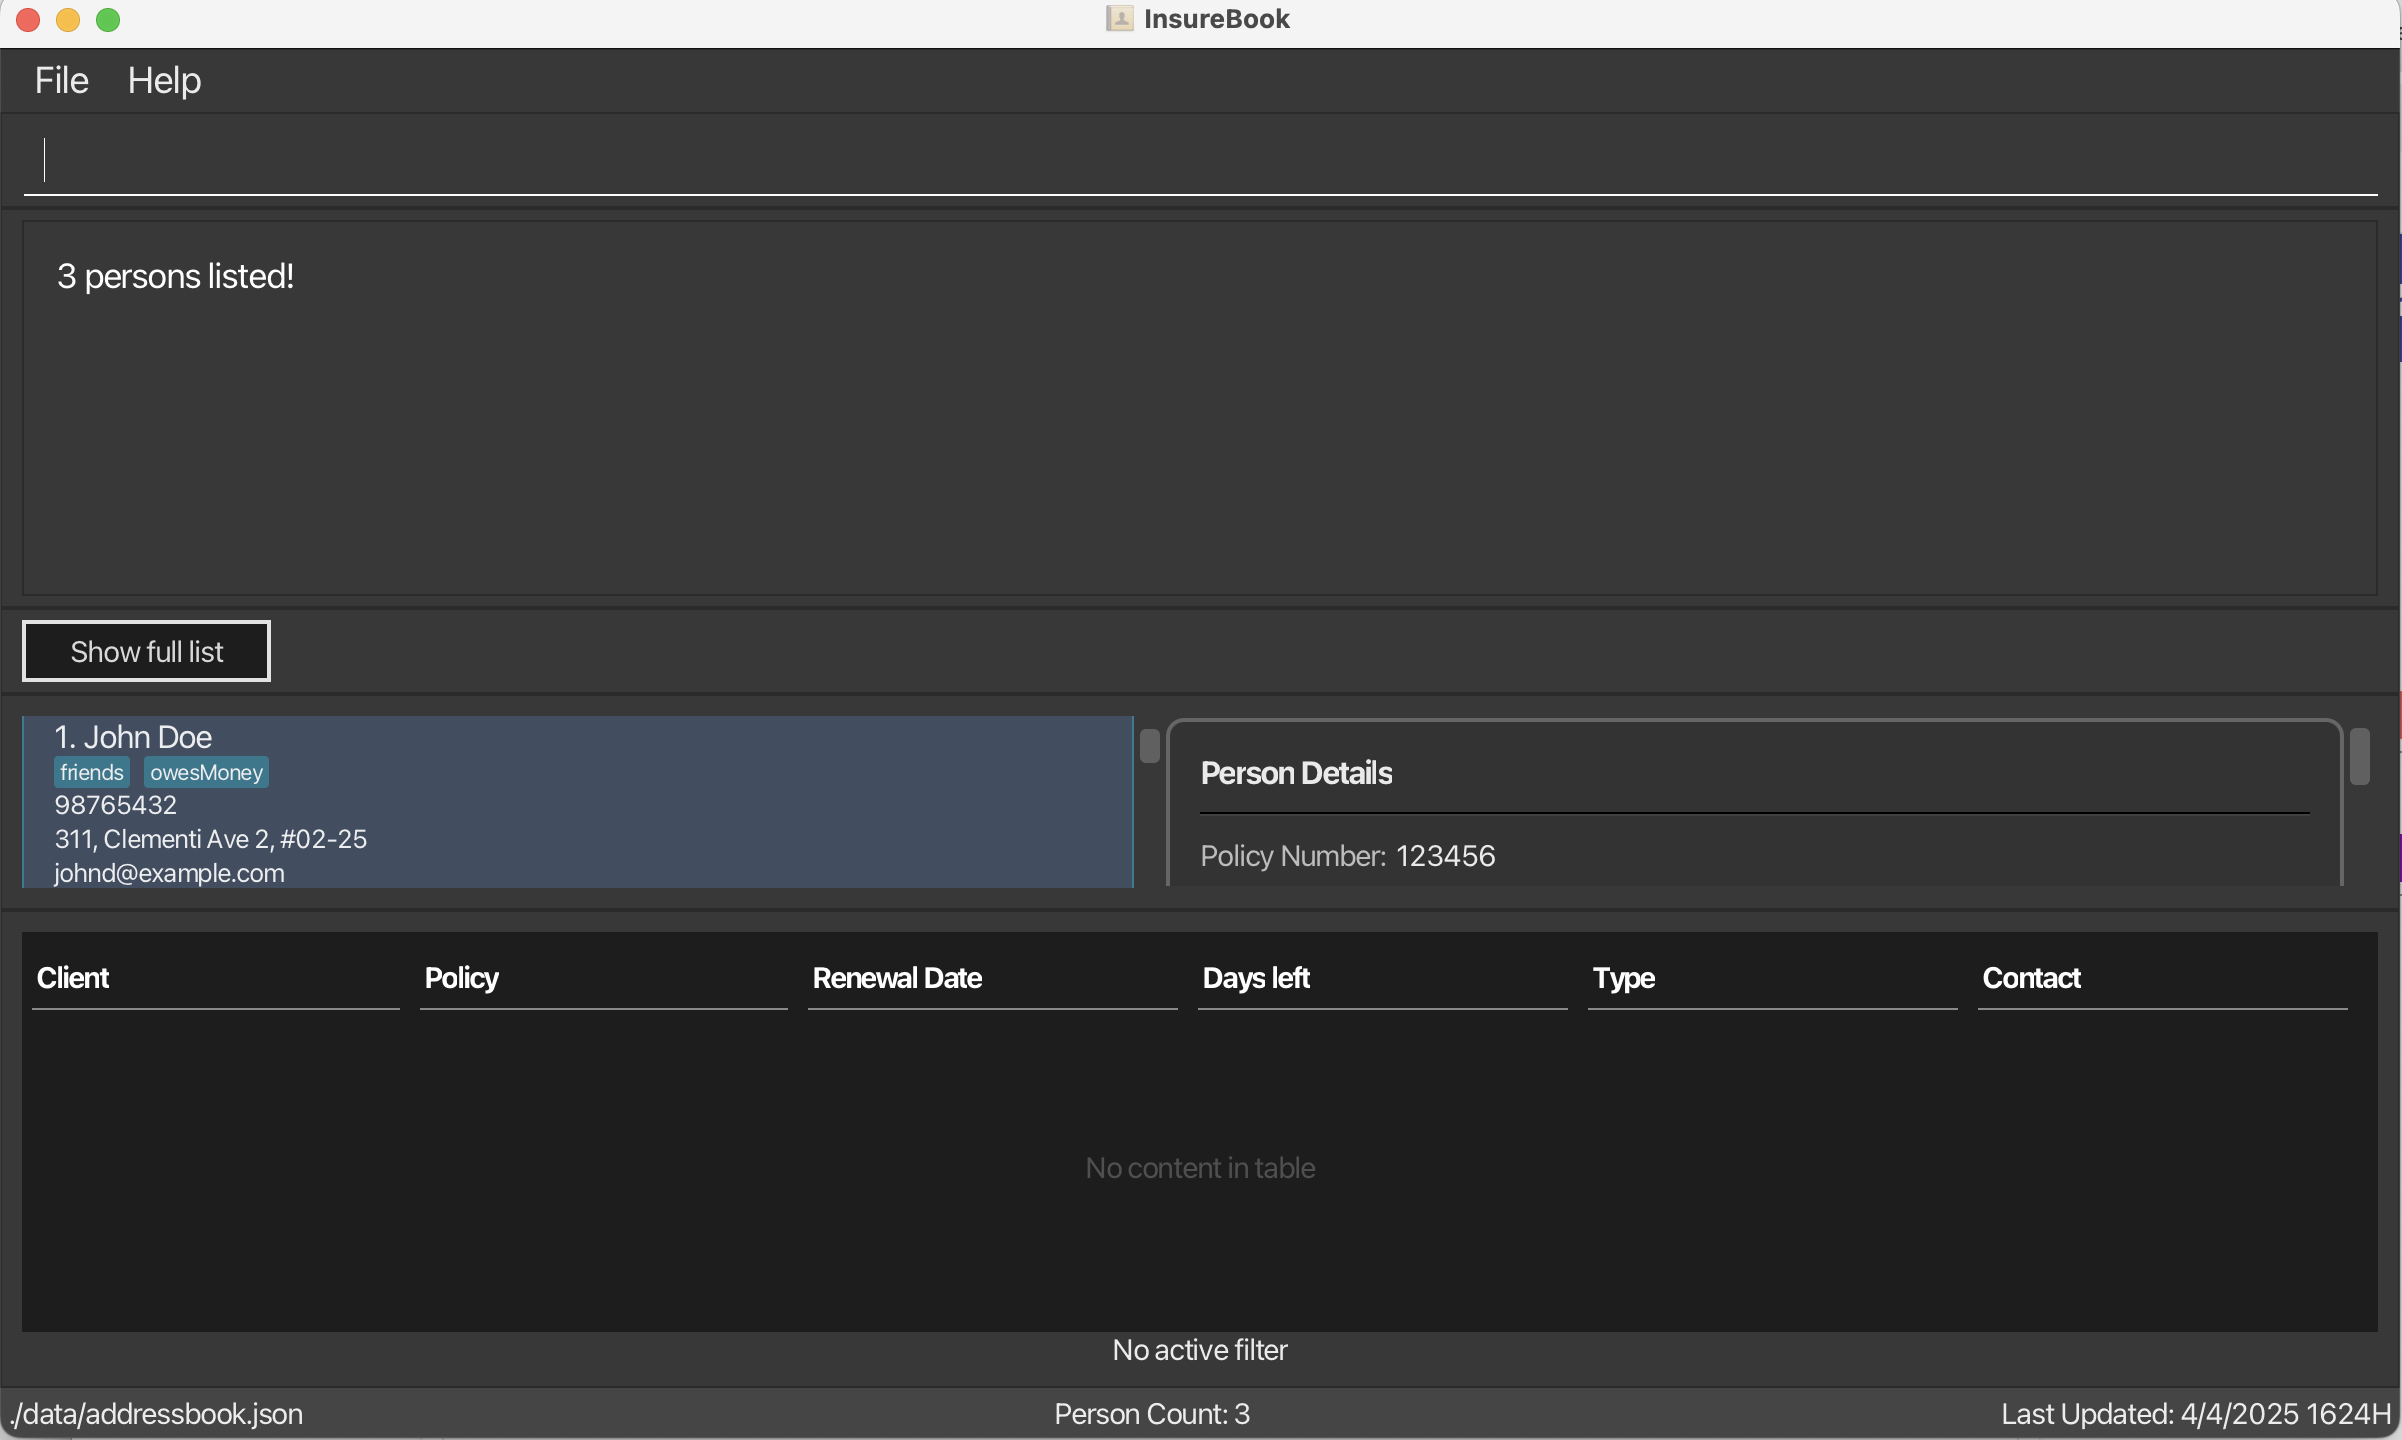 InsureBook
File Help
3 persons listed!
Show full list
1. John Doe
friends owesMoney
98765432
311, Clementi Ave 2, #02-25
johnd@example.com
Person Details
Policy Number: 123456
Client Policy Renewal Date Days left Type Contact
No content in table
No active filter
./data/addressbook.json Person Count: 3 Last Updated: 4/4/2025 1624H